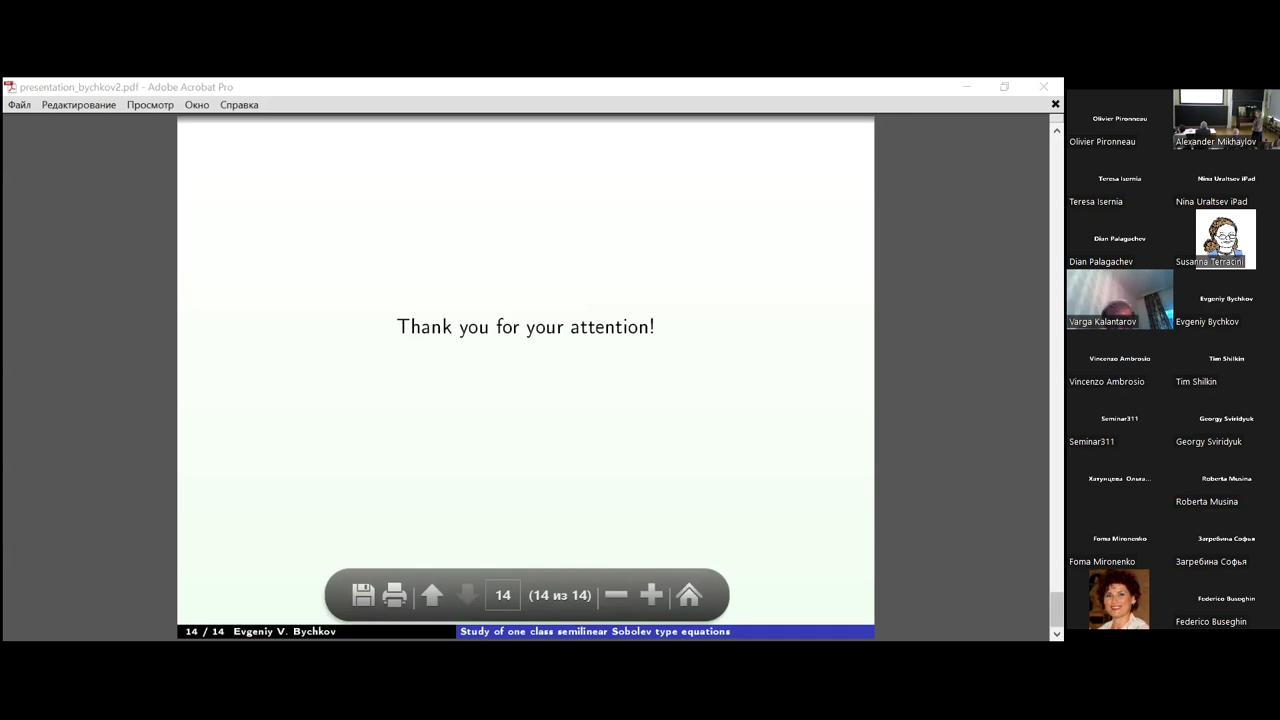 presentation_bychkov2.pdf - Adobe Acrobat Pro
Файл Редактирование Просмотр Окно Справка
Thank you for your attention!
14 (14 из 14)
14 / 14 Evgeniy V. Bychkov Study of one class semilinear Sobolev type equations
Olivier Pironneau
Olivier Pironneau Alexander Mikhaylov
Teresa Isernia Nina Uraltsev iPad
Teresa Isernia Nina Uraltsev iPad
Dian Palagachev
Dian Palagachev Susanna Terracini
Evgeniy Bychkov
Varga Kalantarov Evgeniy Bychkov
Vincenzo Ambrosio Tim Shilkin
Vincenzo Ambrosio Tim Shilkin
Seminar311 Georgy Sviridyuk
Seminar311 Georgy Sviridyuk
Хатунцева Ольга... Roberta Musina
Roberta Musina
Foma Mironenko Загребина Софья
Foma Mironenko Загребина Софья
Federico Buseghin
Federico Buseghin